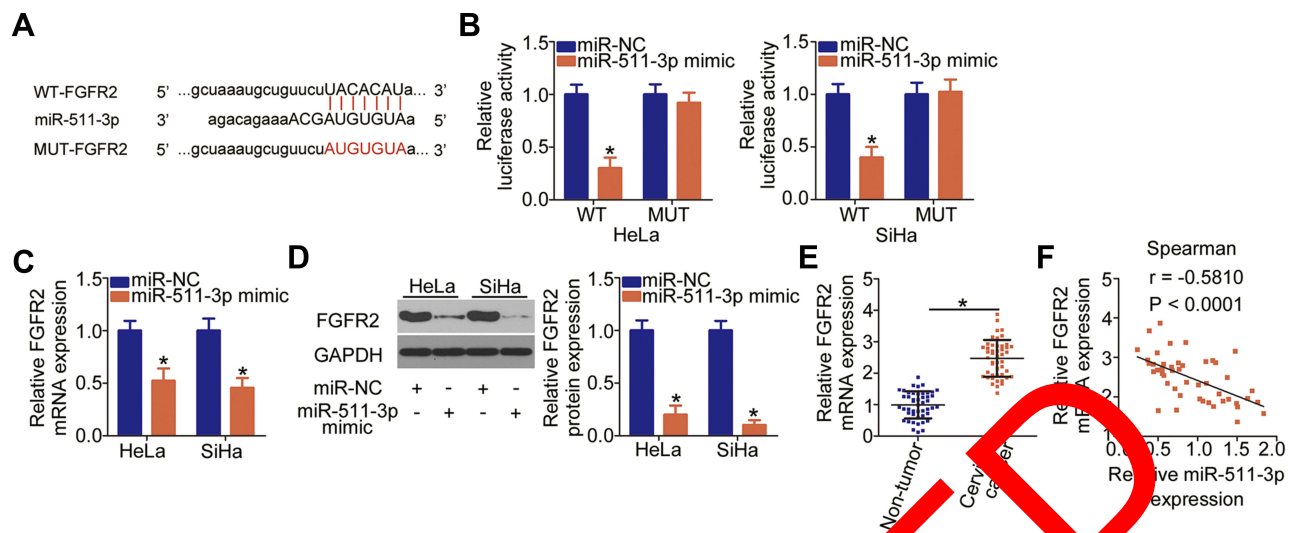 A
WT-FGFR2 5’ ...gcuaaaugcuguucuUACACAUa... 3’
miR-511-3p 3’ agacagaaaACGAUGUGUAa 5’
MUT-FGFR2 5’ ...gcuaaaugcuguucuAUGUGUAa... 3’
B
Relative
luciferase activity
1.5
1.0
0.5
0.0
miR-NC
miR-511-3p mimic
*
WT MUT
HeLa
Relative
luciferase activity
1.5
1.0
0.5
0.0
miR-NC
miR-511-3p mimic
*
WT MUT
SiHa
C
Relative FGFR2
mRNA expression
1.5
1.0
0.5
0.0
miR-NC
miR-511-3p mimic
* *
HeLa SiHa
D
HeLa SiHa
FGFR2
GAPDH
miR-NC + - + -
miR-511-3p - + - +
mimic
Relative FGFR2
protein expression
1.5
1.0
0.5
0.0
miR-NC
miR-511-3p mimic
* *
HeLa SiHa
E
Relative FGFR2
mRNA expression
5
4
3
2
1
0
*
Non-tumor
F
Spearman
r = -0.5810
P < 0.0001
Relative FGFR2
expression
5
4
3
2
1
0.5 1.0 1.5 2.0
miR-511-3p
expression